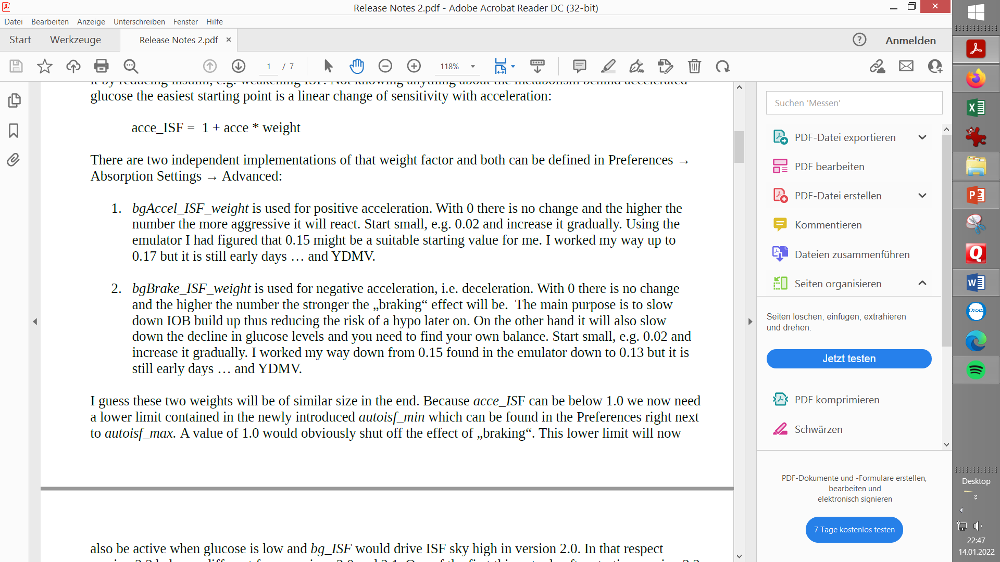 Release Notes 2.pdf - Adobe Acrobat Reader DC (32-bit)
Datei Bearbeiten Anzeige Unterschreiben Fenster Hilfe
Start Werkzeuge Release Notes 2.pdf × ? Anmelden
1 / 7 118%
it by reducing insulin, e.g. weakening ISF. Not knowing anything about the metabolism behind accelerated
glucose the easiest starting point is a linear change of sensitivity with acceleration:
acce_ISF = 1 + acce * weight
There are two independent implementations of that weight factor and both can be defined in Preferences →
Absorption Settings → Advanced:
1. bgAccel_ISF_weight is used for positive acceleration. With 0 there is no change and the higher the
number the more aggressive it will react. Start small, e.g. 0.02 and increase it gradually. Using the
emulator I had figured that 0.15 might be a suitable starting value for me. I worked my way up to
0.17 but it is still early days … and YDMV.
2. bgBrake_ISF_weight is used for negative acceleration, i.e. deceleration. With 0 there is no change
and the higher the number the stronger the „braking“ effect will be. The main purpose is to slow
down IOB build up thus reducing the risk of a hypo later on. On the other hand it will also slow
down the decline in glucose levels and you need to find your own balance. Start small, e.g. 0.02 and
increase it gradually. I worked my way down from 0.15 found in the emulator down to 0.13 but it is
still early days … and YDMV.
I guess these two weights will be of similar size in the end. Because acce_ISF can be below 1.0 we now need
a lower limit contained in the newly introduced autoisf_min which can be found in the Preferences right next
to autoisf_max. A value of 1.0 would obviously shut off the effect of „braking“. This lower limit will now
also be active when glucose is low and bg_ISF would drive ISF sky high in version 2.0. In that respect
Suchen 'Messen'
PDF-Datei exportieren
PDF bearbeiten
PDF-Datei erstellen
Kommentieren
Dateien zusammenführen
Seiten organisieren
Seiten löschen, einfügen, extrahieren
und drehen.
Jetzt testen
PDF komprimieren
Schwärzen
PDF-Dokumente und -Formulare erstellen,
bearbeiten und
elektronisch signieren
7 Tage kostenlos testen
USCAR
Desktop
22:47
14.01.2022